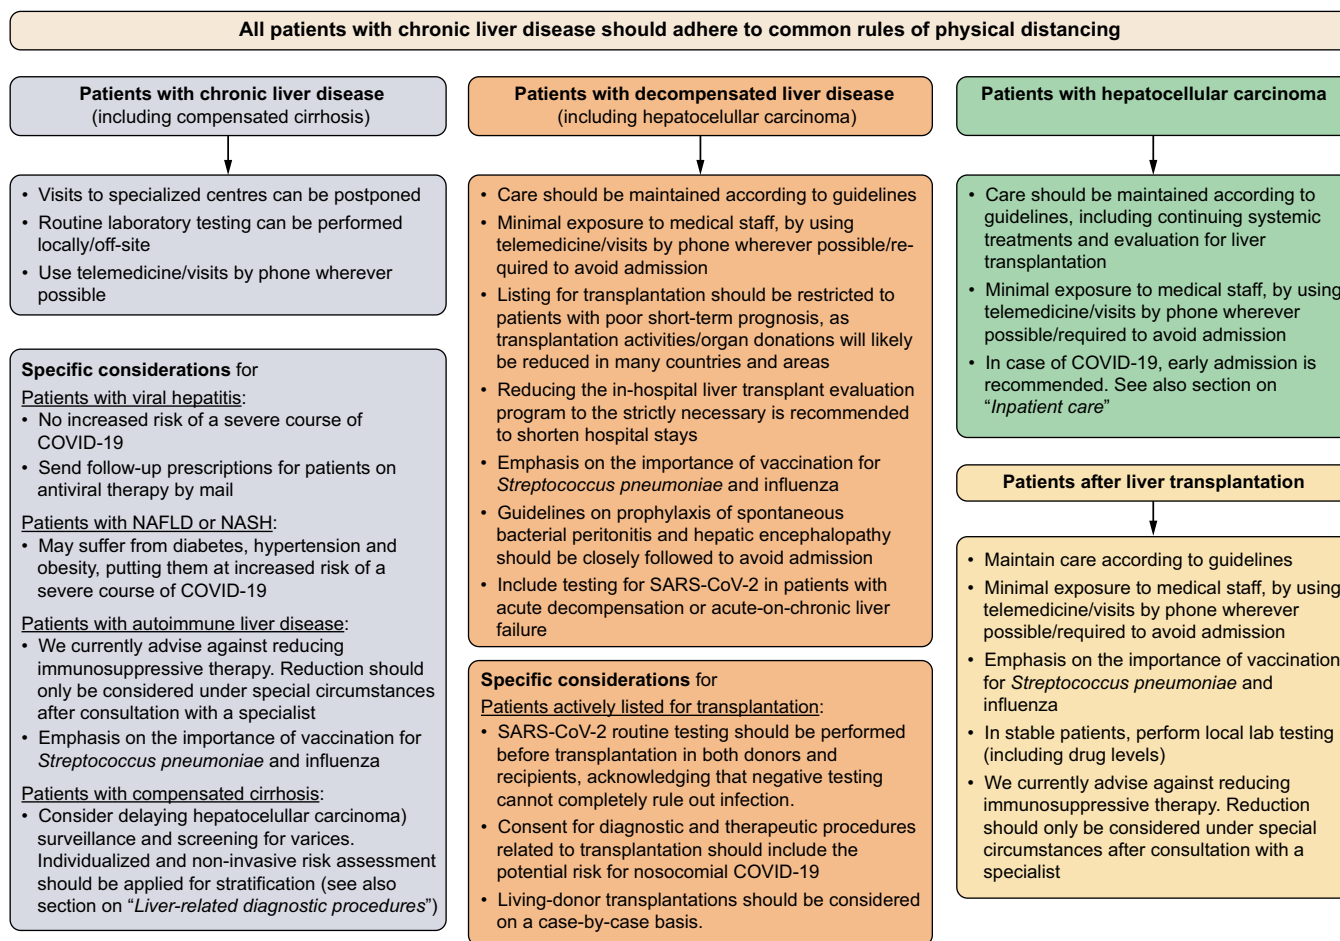 All patients with chronic liver disease should adhere to common rules of physical distancing
Patients with chronic liver disease
(including compensated cirrhosis)
• Visits to specialized centres can be postponed
• Routine laboratory testing can be performed
locally/off-site
• Use telemedicine/visits by phone wherever
possible
Specific considerations for
Patients with viral hepatitis:
• No increased risk of a severe course of
COVID-19
• Send follow-up prescriptions for patients on
antiviral therapy by mail
Patients with NAFLD or NASH:
• May suffer from diabetes, hypertension and
obesity, putting them at increased risk of a
severe course of COVID-19
Patients with autoimmune liver disease:
• We currently advise against reducing
immunosuppressive therapy. Reduction should
only be considered under special circumstances
after consultation with a specialist
• Emphasis on the importance of vaccination for
Streptococcus pneumoniae and influenza
Patients with compensated cirrhosis:
• Consider delaying hepatocelullar carcinoma)
surveillance and screening for varices.
Individualized and non-invasive risk assessment
should be applied for stratification (see also
section on “Liver-related diagnostic procedures”)
Patients with decompensated liver disease
(including hepatocelullar carcinoma)
• Care should be maintained according to guidelines
• Minimal exposure to medical staff, by using
telemedicine/visits by phone wherever possible/re-
quired to avoid admission
• Listing for transplantation should be restricted to
patients with poor short-term prognosis, as
transplantation activities/organ donations will likely
be reduced in many countries and areas
• Reducing the in-hospital liver transplant evaluation
program to the strictly necessary is recommended
to shorten hospital stays
• Emphasis on the importance of vaccination for
Streptococcus pneumoniae and influenza
• Guidelines on prophylaxis of spontaneous
bacterial peritonitis and hepatic encephalopathy
should be closely followed to avoid admission
• Include testing for SARS-CoV-2 in patients with
acute decompensation or acute-on-chronic liver
failure
Specific considerations for
Patients actively listed for transplantation:
• SARS-CoV-2 routine testing should be performed
before transplantation in both donors and
recipients, acknowledging that negative testing
cannot completely rule out infection.
• Consent for diagnostic and therapeutic procedures
related to transplantation should include the
potential risk for nosocomial COVID-19
• Living-donor transplantations should be considered
on a case-by-case basis.
Patients with hepatocellular carcinoma
• Care should be maintained according to
guidelines, including continuing systemic
treatments and evaluation for liver
transplantation
• Minimal exposure to medical staff, by using
telemedicine/visits by phone wherever
possible/required to avoid admission
• In case of COVID-19, early admission is
recommended. See also section on
“Inpatient care”
Patients after liver transplantation
• Maintain care according to guidelines
• Minimal exposure to medical staff, by using
telemedicine/visits by phone wherever
possible/required to avoid admission
• Emphasis on the importance of vaccination
for Streptococcus pneumoniae and
influenza
• In stable patients, perform local lab testing
(including drug levels)
• We currently advise against reducing
immunosuppressive therapy. Reduction
should only be considered under special
circumstances after consultation with a
specialist